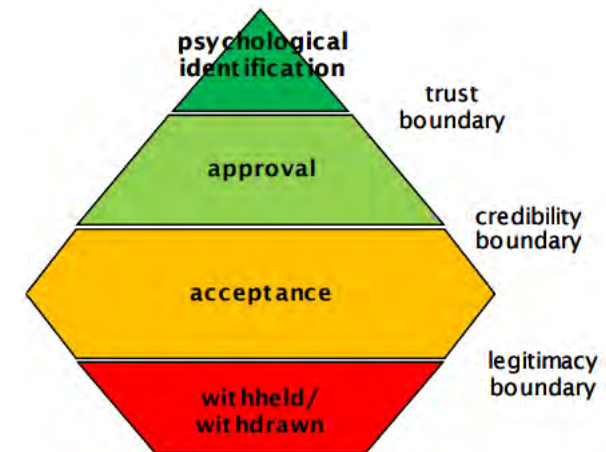 psychological
identification
trust
boundary
approval
credibility
boundary
acceptance
legitimacy
boundary
withheld/
withdrawn